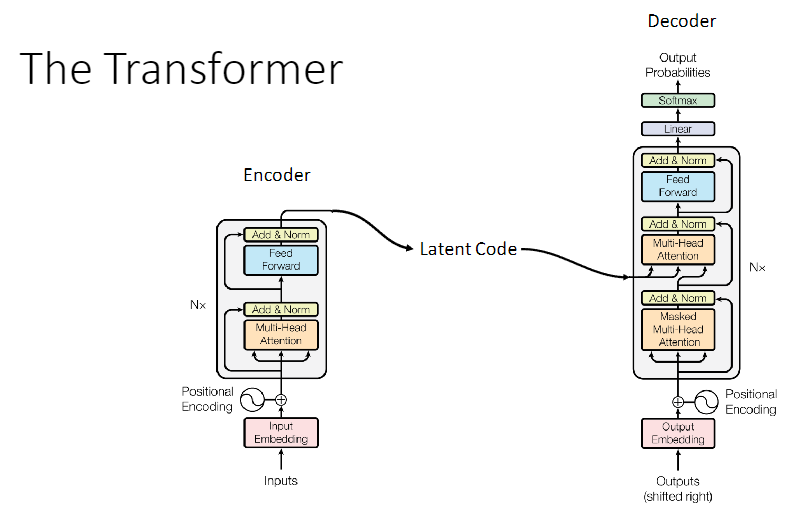 The Transformer
Encoder
Add & Norm
Feed
Forward
Add & Norm
Multi-Head
Attention
Nx
Positional
Encoding
Input
Embedding
Inputs
Latent Code
Decoder
Output
Probabilities
Softmax
Linear
Add & Norm
Feed
Forward
Add & Norm
Multi-Head
Attention
Nx
Add & Norm
Masked
Multi-Head
Attention
Positional
Encoding
Output
Embedding
Outputs
(shifted right)